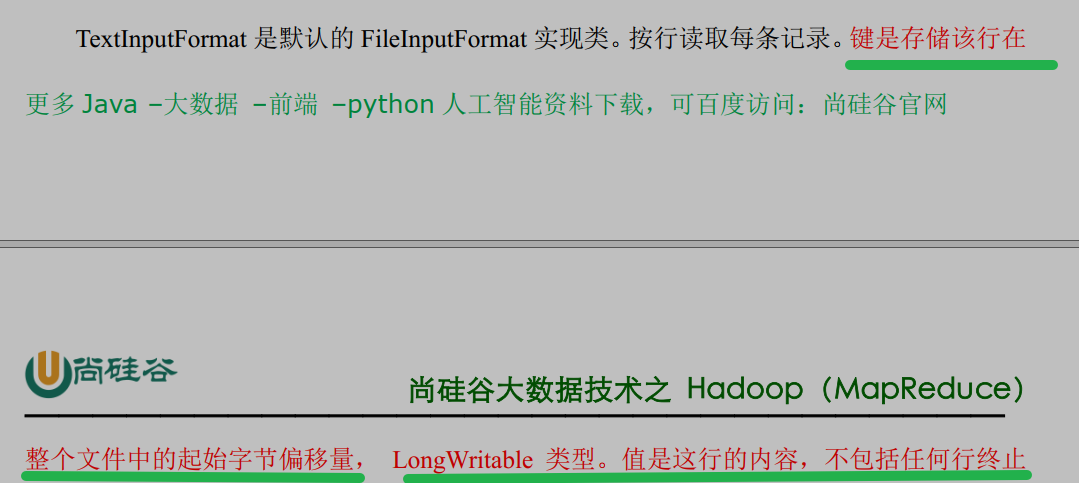 TextInputFormat 是默认的 FileInputFormat 实现类。按行读取每条记录。键是存储该行在
更多 Java –大数据 –前端 –python 人工智能资料下载，可百度访问：尚硅谷官网
尚硅谷
尚硅谷大数据技术之 Hadoop（MapReduce）
整个文件中的起始字节偏移量， LongWritable 类型。值是这行的内容，不包括任何行终止